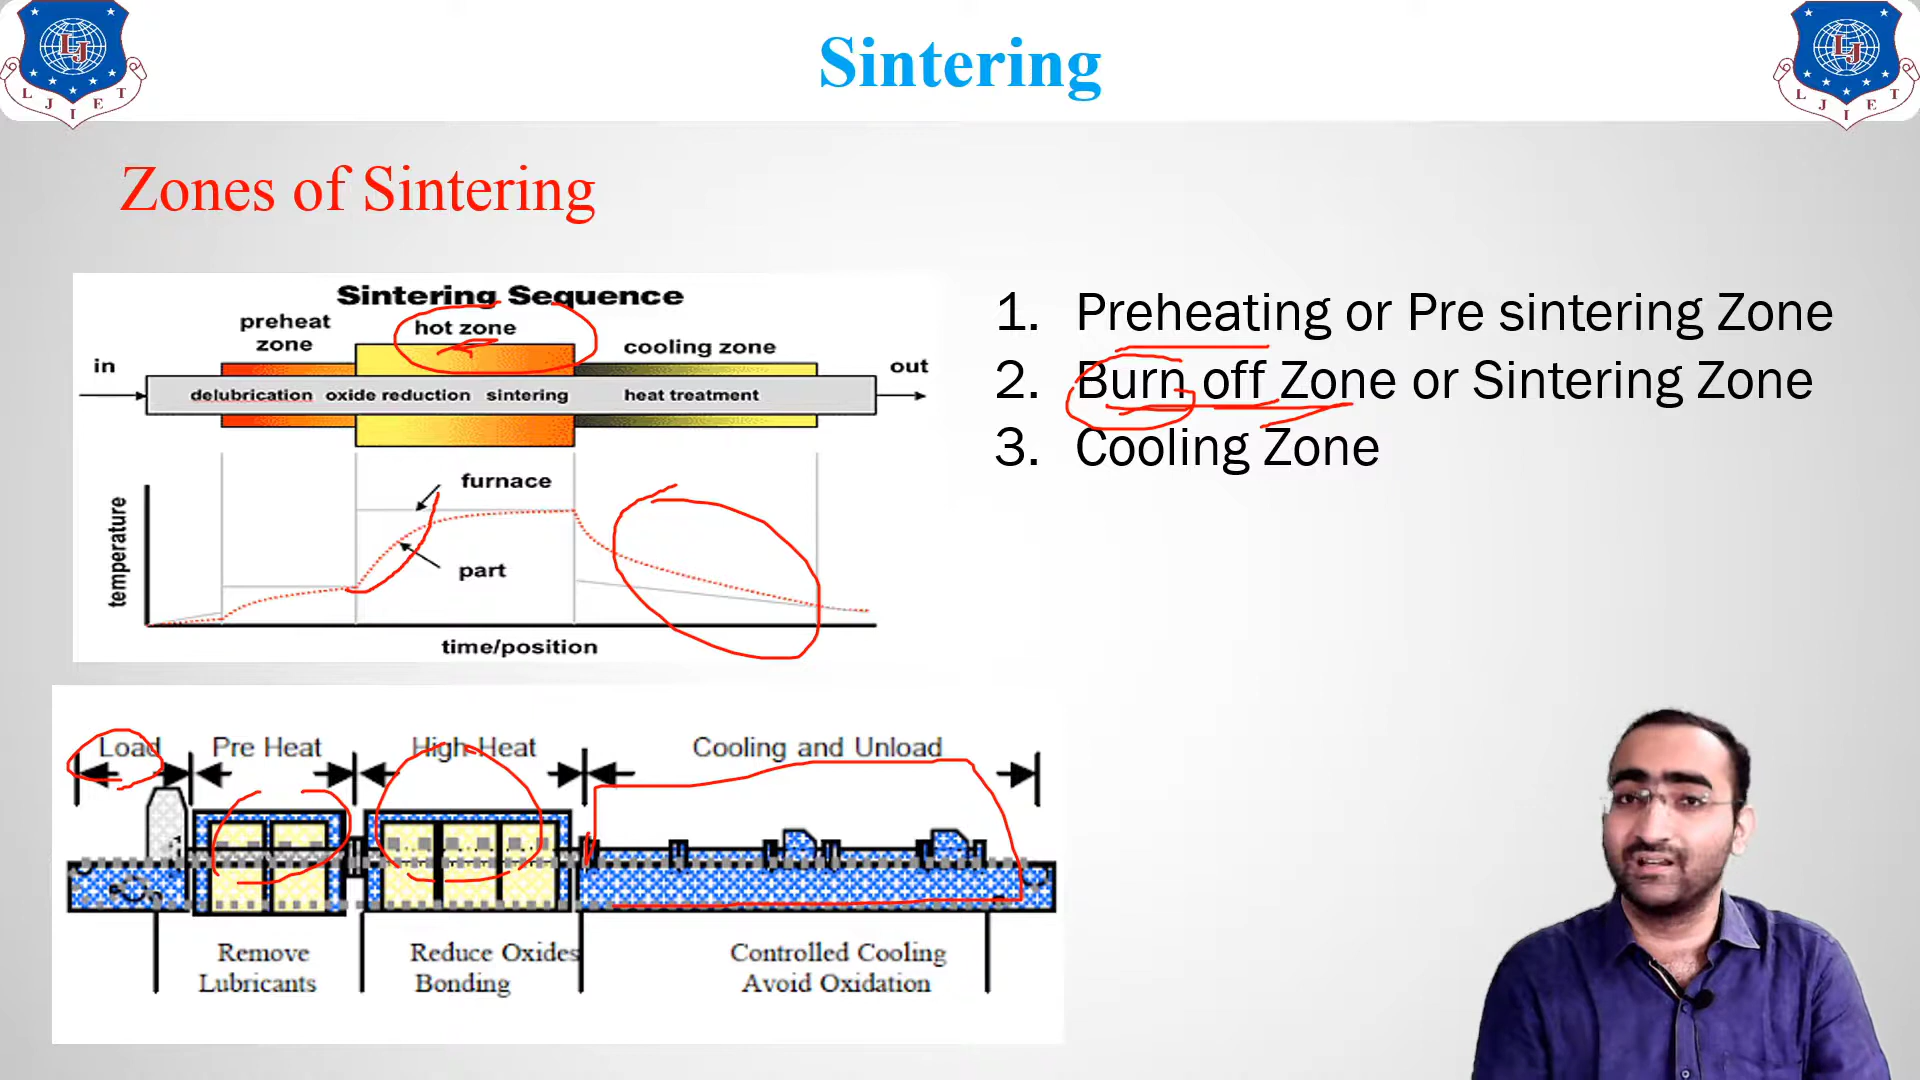 Sintering
LJIET
LJIET
Zones of Sintering
Sintering Sequence
preheat
zone
hot zone
cooling zone
in
out
delubrication oxide reduction sintering heat treatment
furnace
part
temperature
time/position
1. Preheating or Pre sintering Zone
2. Burn off Zone or Sintering Zone
3. Cooling Zone
Load Pre Heat High Heat Cooling and Unload
Remove
Lubricants
Reduce Oxides
Bonding
Controlled Cooling
Avoid Oxidation